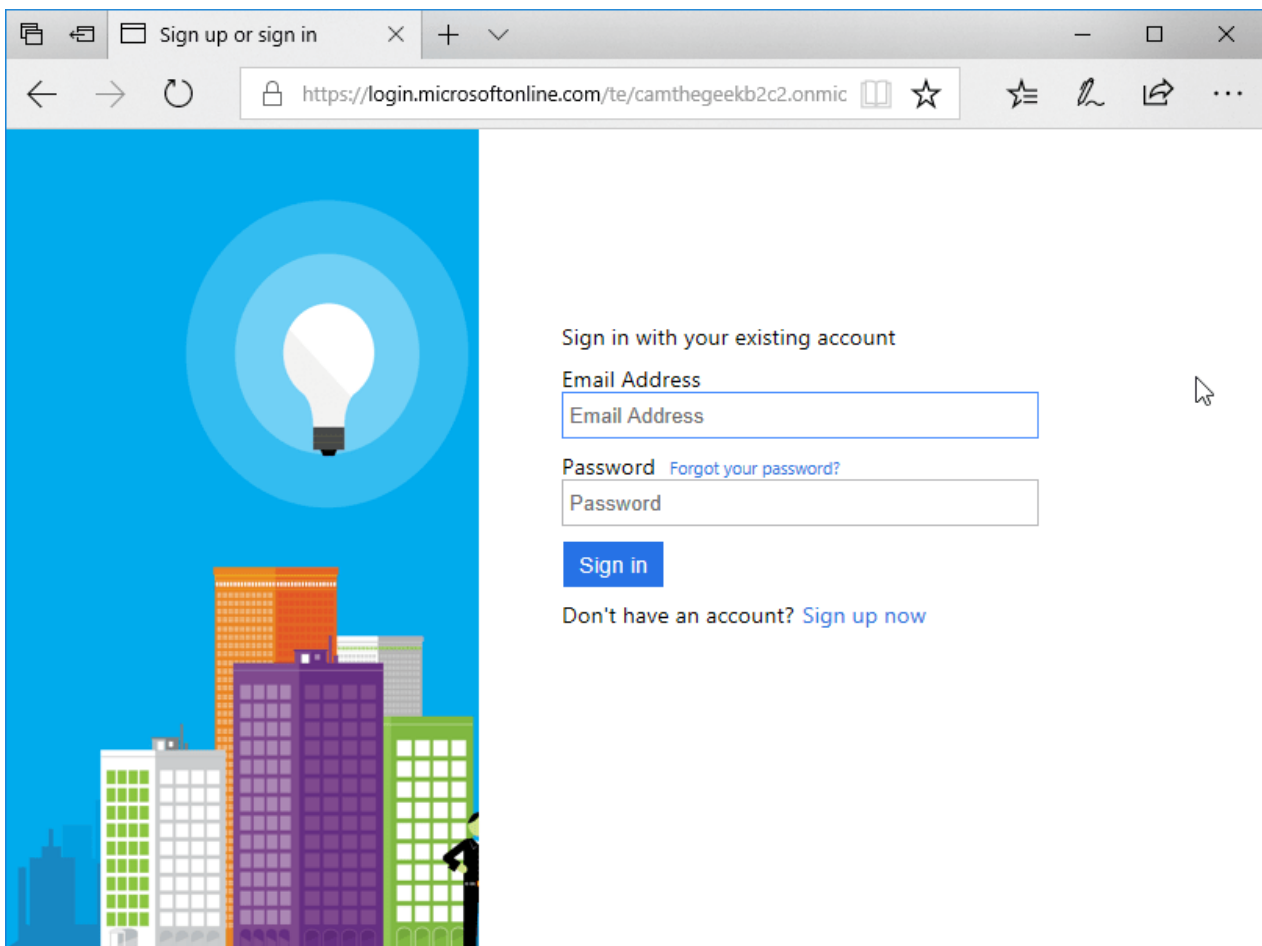 Sign up or sign in
https://login.microsoftonline.com/te/camthegeekb2c2.onmic
Sign in with your existing account
Email Address
Email Address
Password Forgot your password?
Password
Sign in
Don't have an account? Sign up now